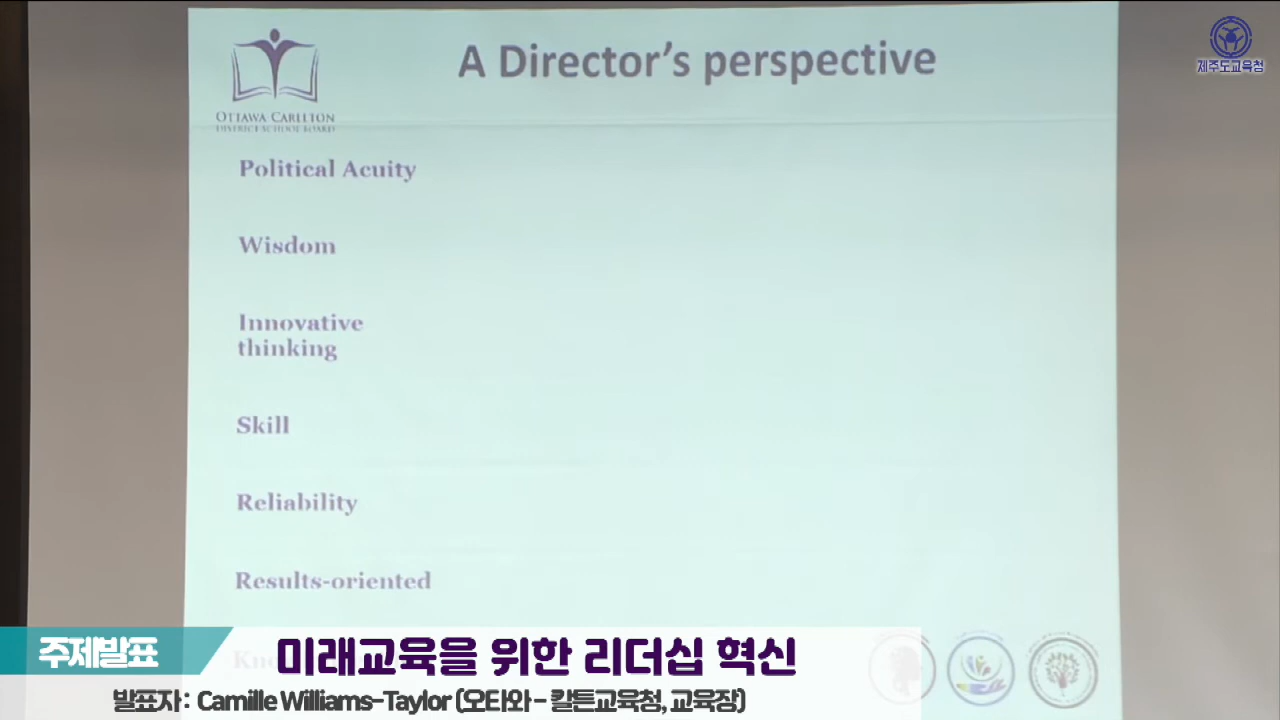 A Director's perspective
제주도교육청
OTTAWA CARLETON
DISTRICT SCHOOL BOARD
Political Acuity
Wisdom
Innovative
thinking
Skill
Reliability
Results-oriented
주제발표
미래교육을 위한 리더십 혁신
발표자: Camille Williams-Taylor (오타와 - 칼튼교육청, 교육장)